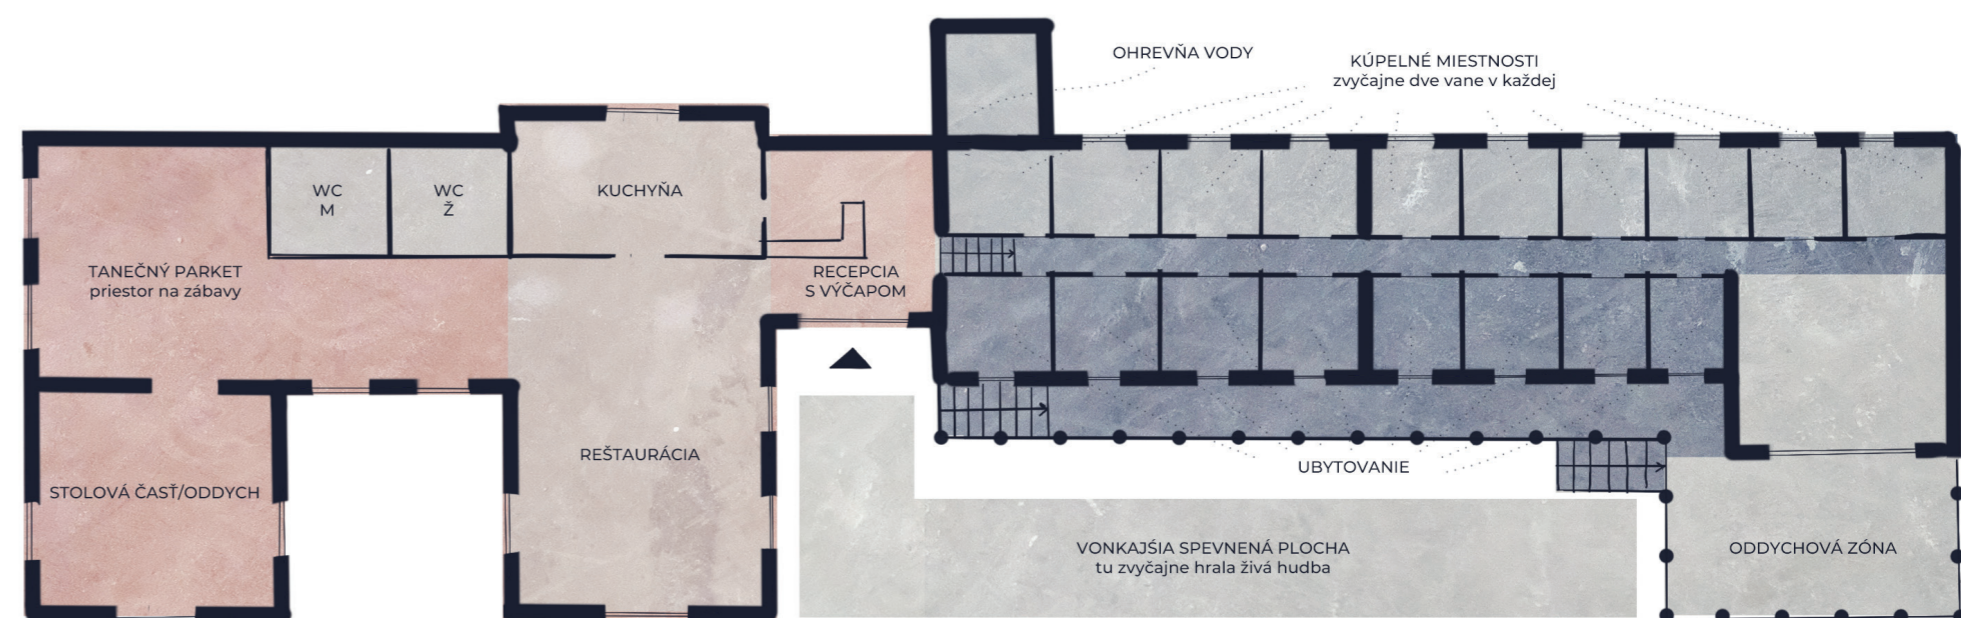 OHREVŇA VODY
KÚPELNÉ MIESTNOSTI
zvyčajne dve vane v každej
WC
M
WC
Ž
KUCHYŇA
TANEČNÝ PARKET
priestor na zábavy
RECEPCIA
S VÝČAPOM
REŠTAURÁCIA
STOLOVÁ ČASŤ/ODDYCH
UBYTOVANIE
VONKAJŠIA SPEVNENÁ PLOCHA
tu zvyčajne hrala živá hudba
ODDYCHOVÁ ZÓNA